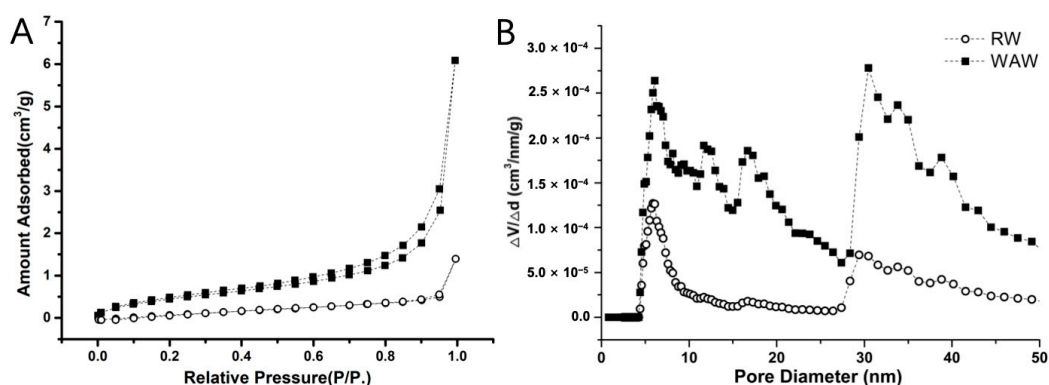 A
Amount Adsorbed(cm³/g)
7
6
5
4
3
2
1
0
0.0 0.2 0.4 0.6 0.8 1.0
Relative Pressure(P/P.)
B
RW
WAW
△V/△d (cm³/nm/g)
3.0 × 10⁻⁴
2.5 × 10⁻⁴
2.0 × 10⁻⁴
1.5 × 10⁻⁴
1.0 × 10⁻⁴
5.0 × 10⁻⁵
0.0
0 10 20 30 40 50
Pore Diameter (nm)